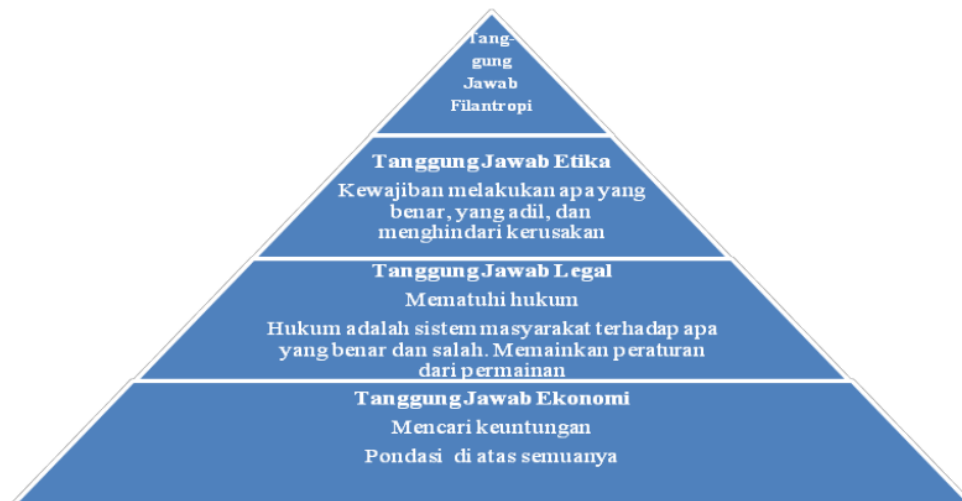 Tang-
gung
Jawab
Filantropi
Tanggung Jawab Etika
Kewajiban melakukan apa yang
benar, yang adil, dan
menghindari kerusakan
Tanggung Jawab Legal
Mematuhi hukum
Hukum adalah sistem masyarakat terhadap apa
yang benar dan salah. Memainkan peraturan
dari permainan
Tanggung Jawab Ekonomi
Mencari keuntungan
Pondasi di atas semuanya